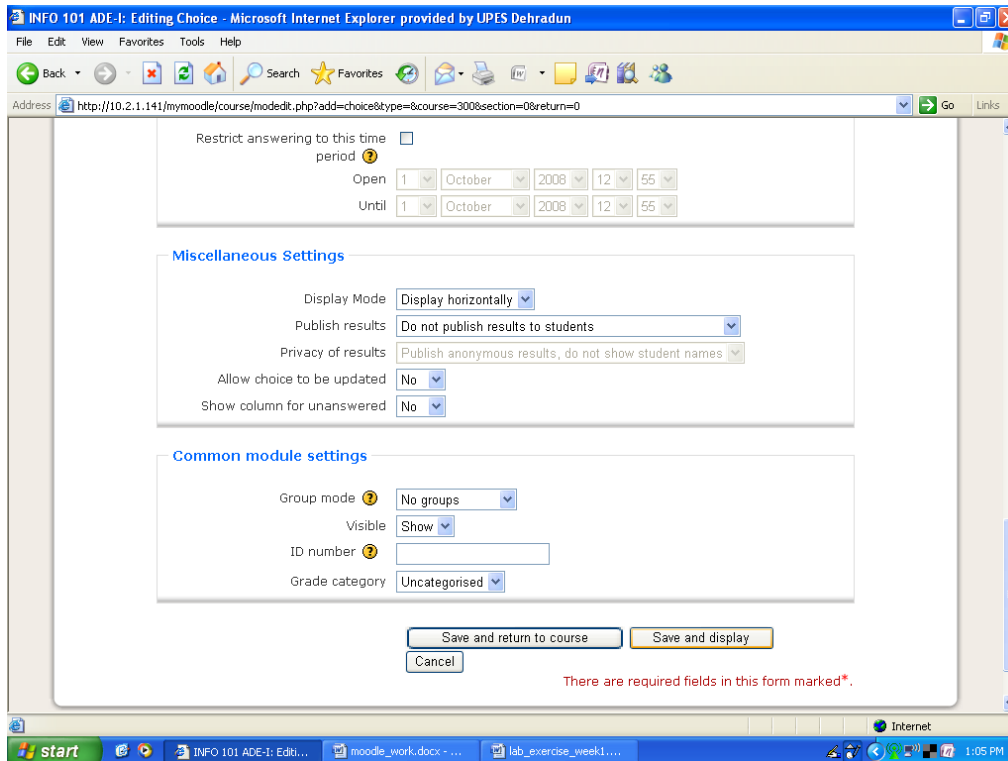 INFO 101 ADE-I: Editing Choice - Microsoft Internet Explorer provided by UPES Dehradun
File Edit View Favorites Tools Help
Back Search Favorites
Address http://10.2.1.141/mymoodle/course/modedit.php?add=choice&type=&course=300&section=0&return=0 Go Links
Restrict answering to this time
period
Open 1 October 2008 12 55
Until 1 October 2008 12 55
Miscellaneous Settings
Display Mode Display horizontally
Publish results Do not publish results to students
Privacy of results Publish anonymous results, do not show student names
Allow choice to be updated No
Show column for unanswered No
Common module settings
Group mode No groups
Visible Show
ID number
Grade category Uncategorised
Save and return to course Save and display
Cancel
There are required fields in this form marked*.
Internet
start INFO 101 ADE-I: Editi... moodle_work.docx - ... lab_exercise_week1.... 1:05 PM